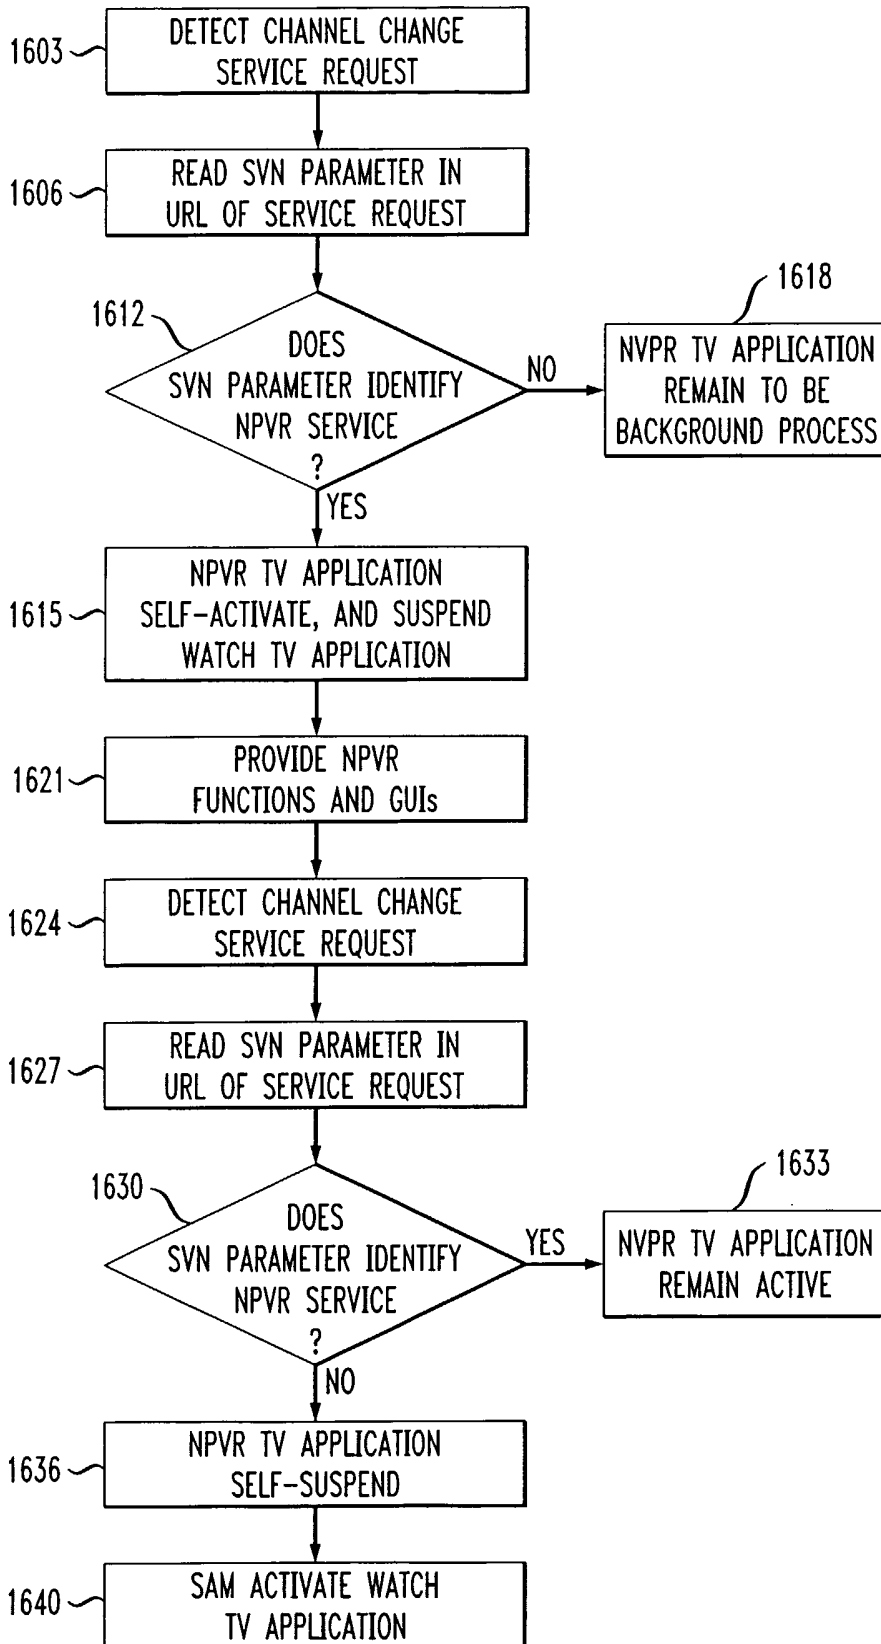 1603
DETECT CHANNEL CHANGE
SERVICE REQUEST
1606
READ SVN PARAMETER IN
URL OF SERVICE REQUEST
1612
DOES
SVN PARAMETER IDENTIFY
NPVR SERVICE
?
NO
1618
NVPR TV APPLICATION
REMAIN TO BE
BACKGROUND PROCESS
YES
1615
NPVR TV APPLICATION
SELF-ACTIVATE, AND SUSPEND
WATCH TV APPLICATION
1621
PROVIDE NPVR
FUNCTIONS AND GUIs
1624
DETECT CHANNEL CHANGE
SERVICE REQUEST
1627
READ SVN PARAMETER IN
URL OF SERVICE REQUEST
1630
DOES
SVN PARAMETER IDENTIFY
NPVR SERVICE
?
YES
1633
NVPR TV APPLICATION
REMAIN ACTIVE
NO
1636
NPVR TV APPLICATION
SELF-SUSPEND
1640
SAM ACTIVATE WATCH
TV APPLICATION